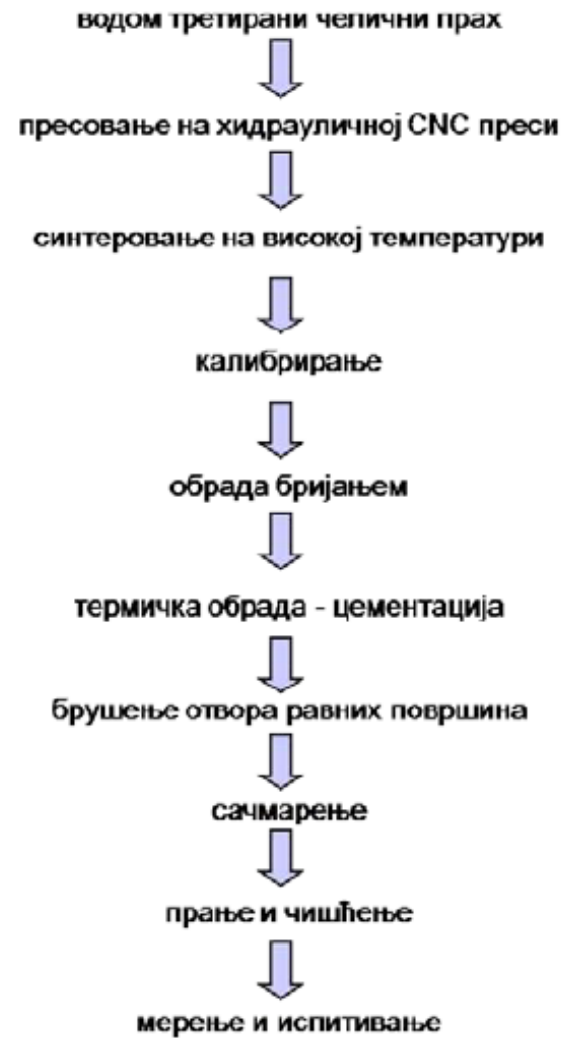 водом третирани челични прах
пресовање на хидрауличној CNC преси
синтеровање на високој температури
калибрирање
обрада бријањем
термичка обрада - цементација
брушење отвора равних површина
сачмарење
прање и чишћење
мерење и испитивање